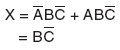 X = A̅BC̅ + ABC̅
= BC̅